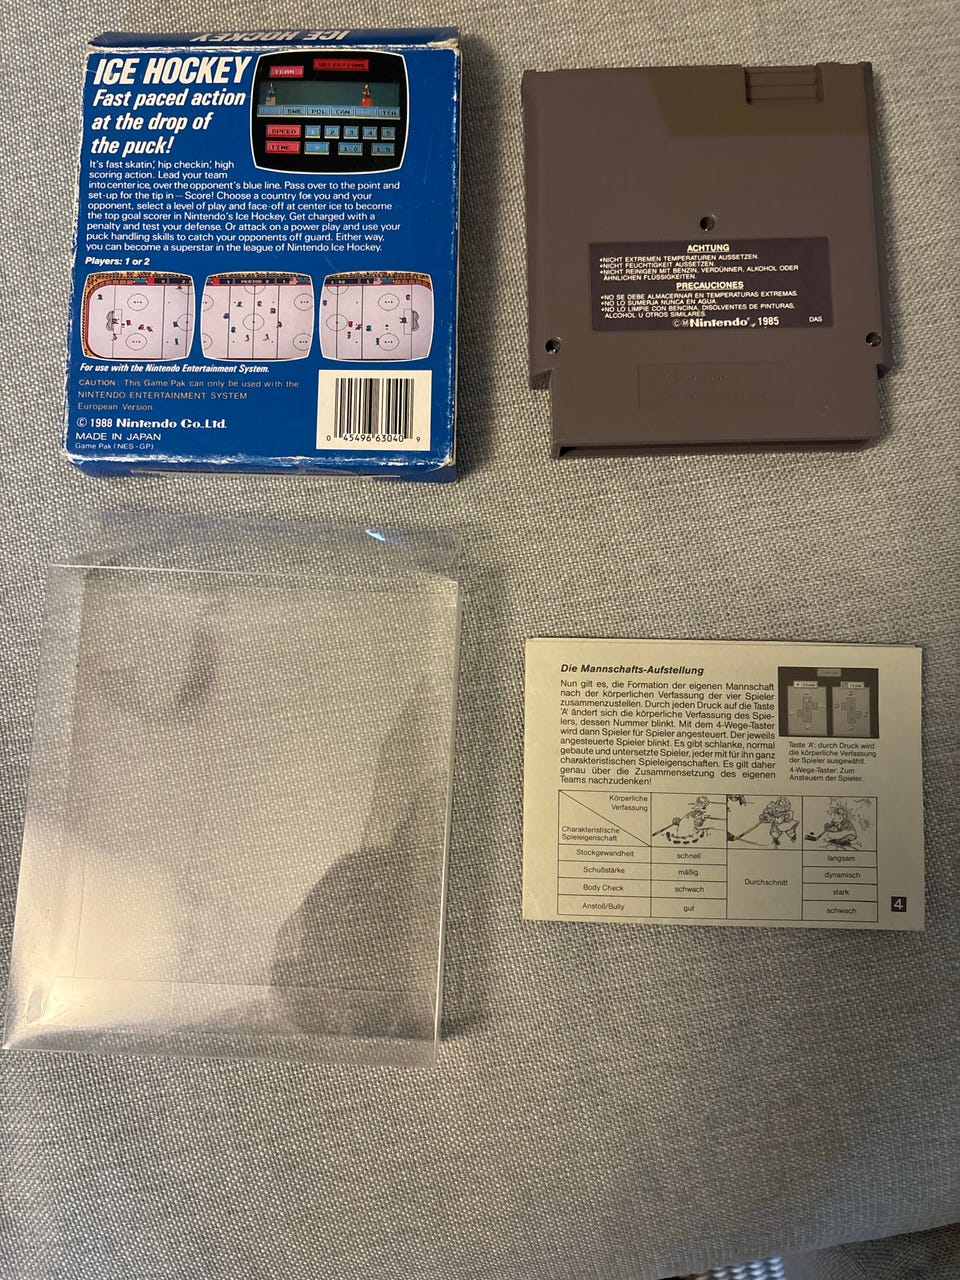 ICE HOCKEY
ICE HOCKEY
Fast paced action
at the drop of
the puck!
TEAM
SELECTIONS
SWE POL CAN TCH
SPEED 1 2 3 4 5
TIME 7 10 15
It's fast skatin', hip checkin', high
scoring action. Lead your team
into center ice, over the opponent's blue line. Pass over to the point and
set-up for the tip in—Score! Choose a country for you and your
opponent, select a level of play and face-off at center ice to become
the top goal scorer in Nintendo's Ice Hockey. Get charged with a
penalty and test your defense. Or attack on a power play and use your
puck handling skills to catch your opponents off guard. Either way,
you can become a superstar in the league of Nintendo Ice Hockey.
Players: 1 or 2
PERIOD
For use with the Nintendo Entertainment System.
CAUTION: This Game Pak can only be used with the
NINTENDO ENTERTAINMENT SYSTEM
European Version.
© 1988 Nintendo Co., Ltd.
MADE IN JAPAN
Game Pak (NES-GP)
0 45496 63040 9
ACHTUNG
•NICHT EXTREMEN TEMPERATUREN AUSSETZEN.
•NICHT FEUCHTIGKEIT AUSSETZEN.
•NICHT REINIGEN MIT BENZIN, VERDÜNNER, ALKOHOL ODER
ÄHNLICHEN FLÜSSIGKEITEN.
PRECAUCIONES
•NO SE DEBE ALMACERNAR EN TEMPERATURAS EXTREMAS.
•NO LO SUMERJA NUNCA EN AGUA.
•NO LO LIMPIE CON BENCINA, DISOLVENTES DE PINTURAS,
ALCOHOL U OTROS SIMILARES.
©M Nintendo®, 1985
DAS
Nintendo
Die Mannschafts-Aufstellung
Nun gilt es, die Formation der eigenen Mannschaft
nach der körperlichen Verfassung der vier Spieler
zusammenzustellen. Durch jeden Druck auf die Taste
'A' ändert sich die körperliche Verfassung des Spie-
lers, dessen Nummer blinkt. Mit dem 4-Wege-Taster
wird dann Spieler für Spieler angesteuert. Der jeweils
angesteuerte Spieler blinkt. Es gibt schlanke, normal
gebaute und untersetzte Spieler, jeder mit für ihn ganz
charakteristischen Spieleigenschaften. Es gilt daher
genau über die Zusammensetzung des eigenen
Teams nachzudenken!
Taste 'A': durch Druck wird
die körperliche Verfassung
der Spieler ausgewählt.
4-Wege-Taster: Zum
Ansteuern der Spieler.
Körperliche
Verfassung
Charakteristische
Spieleigenschaft
Stockgewandheit schnell langsam
Schußstärke mäßig dynamisch
Durchschnitt
Body Check schwach stark
Anstoß/Bully gut schwach
4